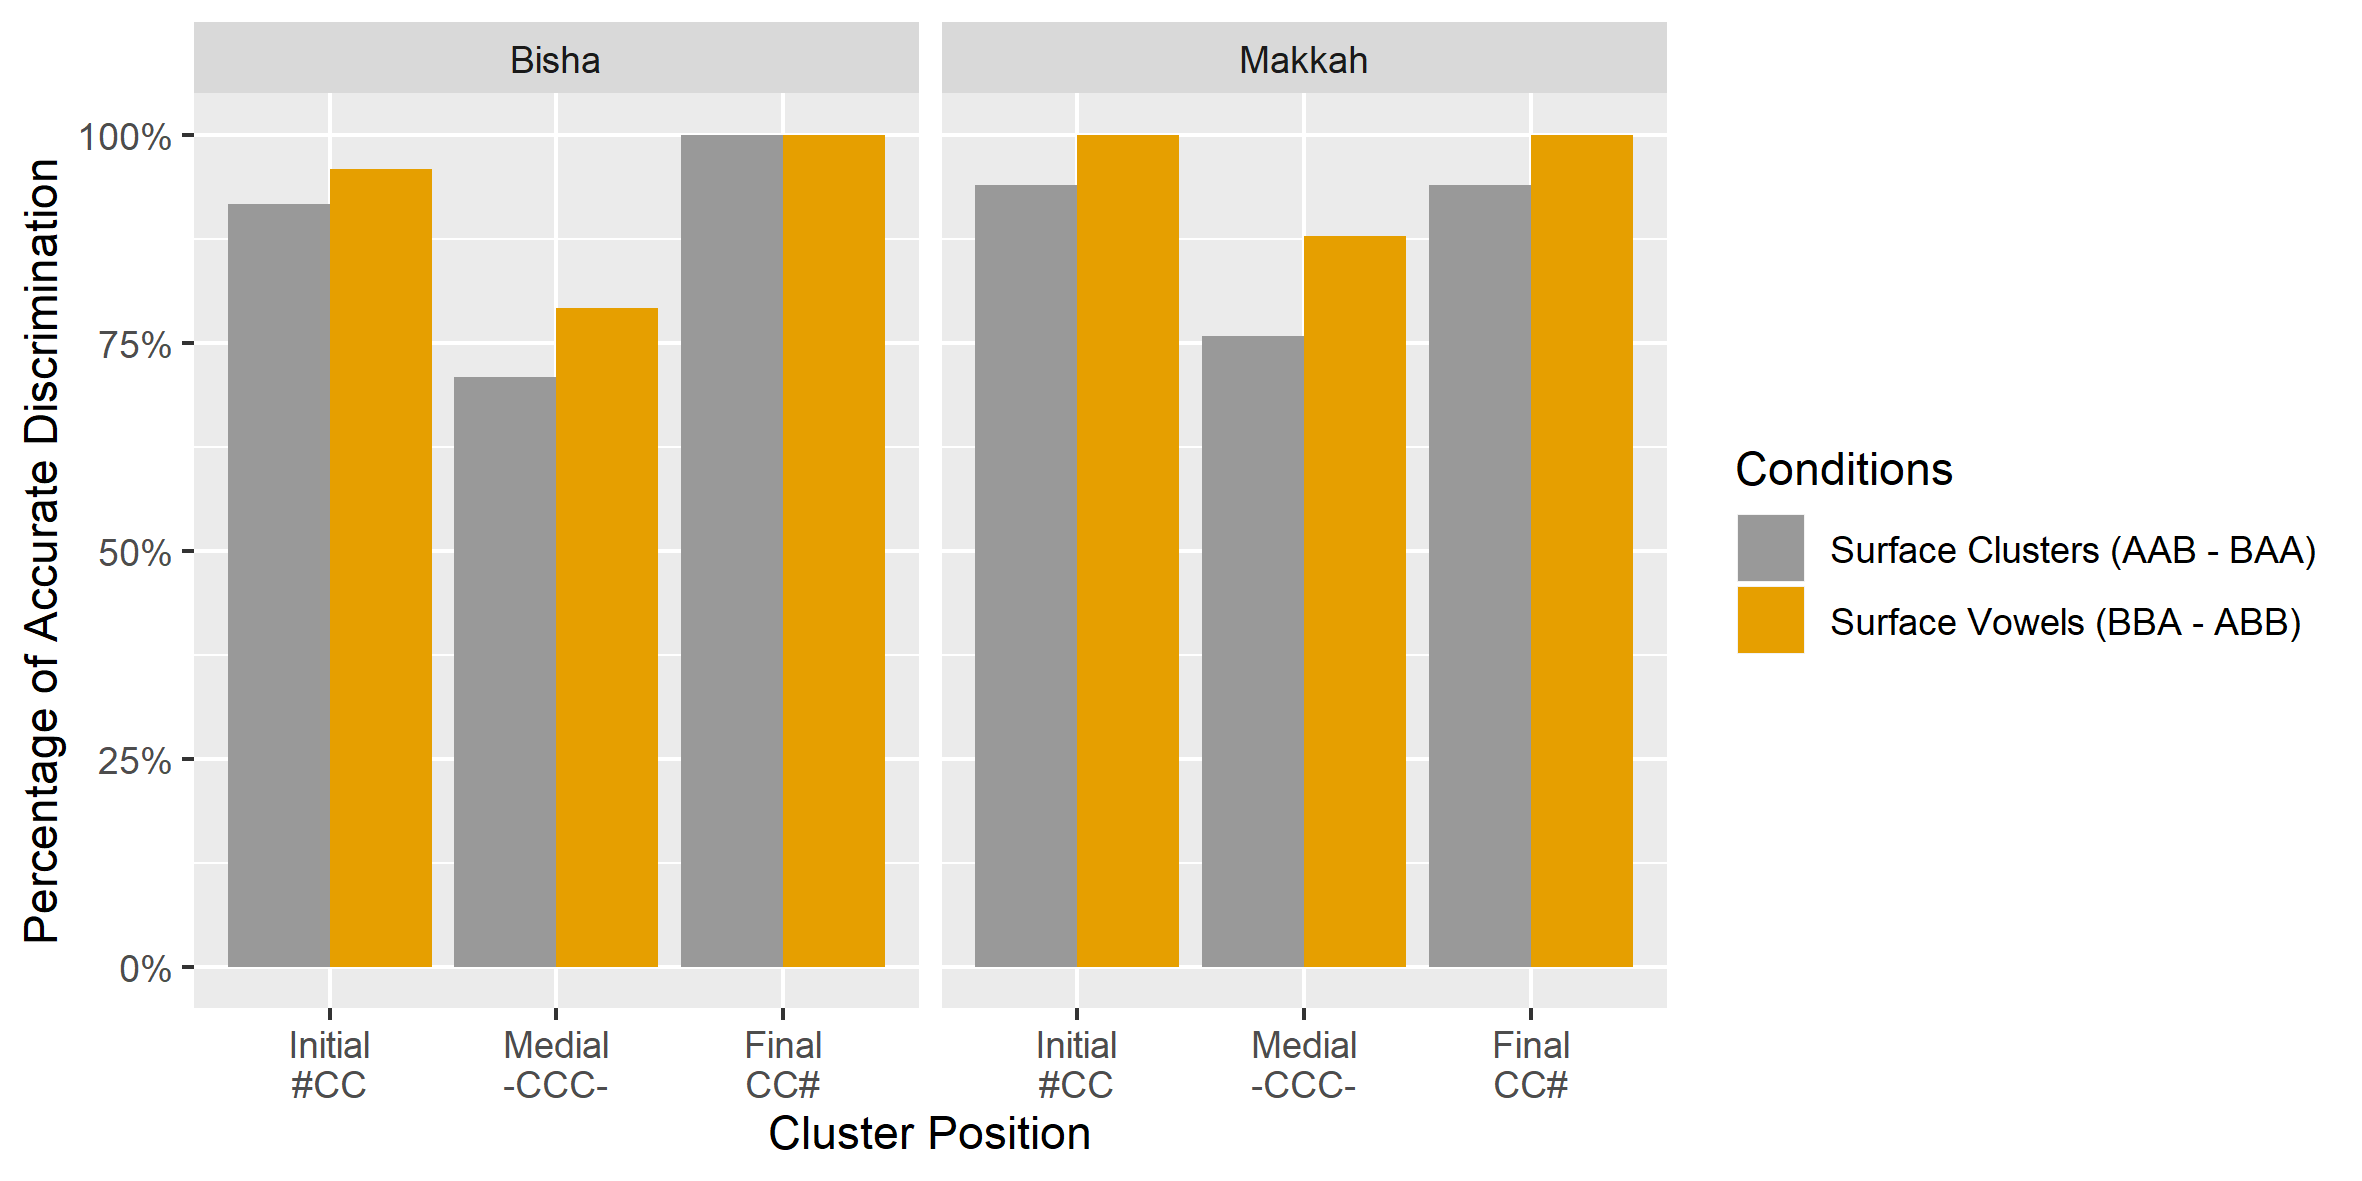 Bisha
Makkah
Percentage of Accurate Discrimination
100%
75%
50%
25%
0%
Initial
#CC
Medial
-CCC-
Final
CC#
Initial
#CC
Medial
-CCC-
Final
CC#
Cluster Position
Conditions
Surface Clusters (AAB - BAA)
Surface Vowels (BBA - ABB)